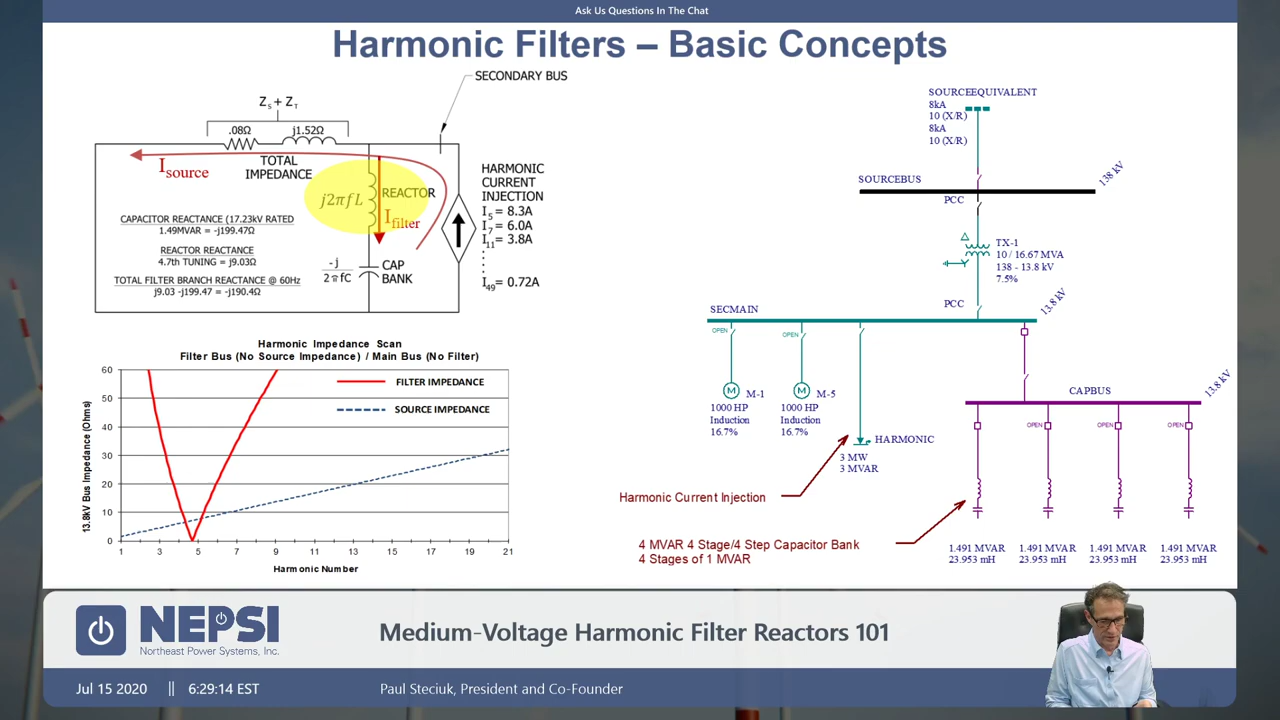 Ask Us Questions In The Chat
Harmonic Filters – Basic Concepts
SECONDARY BUS
Z_S + Z_T
.08Ω
j1.52Ω
TOTAL
IMPEDANCE
I_source
j2πfL
REACTOR
I_filter
-j
2πfC
CAP
BANK
CAPACITOR REACTANCE (17.23kV RATED
1.49MVAR = -j199.47Ω
REACTOR REACTANCE
4.7th TUNING = j9.03Ω
TOTAL FILTER BRANCH REACTANCE @ 60Hz
j9.03 -j199.47 = -j190.4Ω
HARMONIC
CURRENT
INJECTION
I_5 = 8.3A
I_7 = 6.0A
I_11 = 3.8A
I_49 = 0.72A
Harmonic Impedance Scan
Filter Bus (No Source Impedance) / Main Bus (No Filter)
FILTER IMPEDANCE
SOURCE IMPEDANCE
13.8kV Bus Impedance (Ohms)
60
50
40
30
20
10
0
1 3 5 7 9 11 13 15 17 19 21
Harmonic Number
SOURCEEQUIVALENT
8kA
10 (X/R)
8kA
10 (X/R)
SOURCEBUS
138 kV
PCC
TX-1
10 / 16.67 MVA
138 - 13.8 kV
7.5%
PCC
13.8 kV
SECMAIN
OPEN
OPEN
M
M-1
M
M-5
1000 HP
Induction
16.7%
1000 HP
Induction
16.7%
HARMONIC
3 MW
3 MVAR
CAPBUS
13.8 kV
OPEN
OPEN
OPEN
Harmonic Current Injection
4 MVAR 4 Stage/4 Step Capacitor Bank
4 Stages of 1 MVAR
1.491 MVAR
23.953 mH
1.491 MVAR
23.953 mH
1.491 MVAR
23.953 mH
1.491 MVAR
23.953 mH
NEPSI
Northeast Power Systems, Inc.
Medium-Voltage Harmonic Filter Reactors 101
Jul 15 2020 || 6:29:14 EST
Paul Steciuk, President and Co-Founder